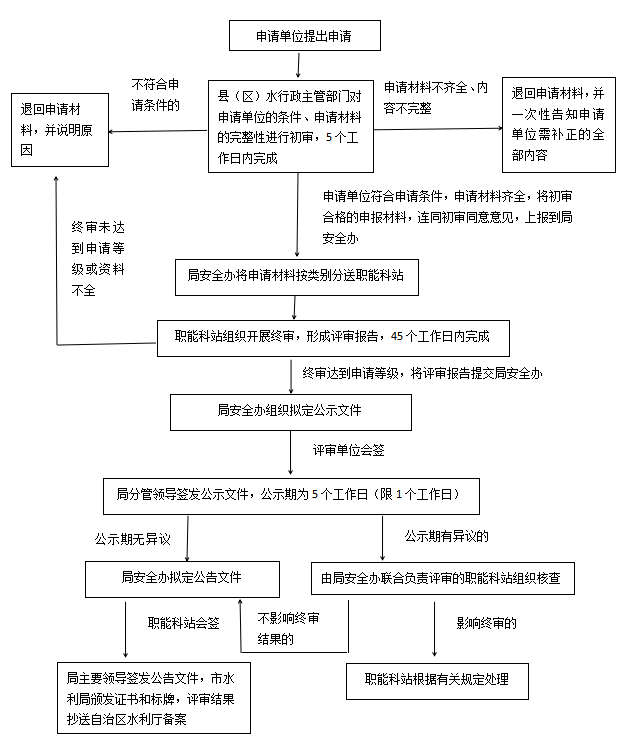 申请单位提出申请
不符合申
请条件的
申请材料不齐全、内
容不完整
退回申请材
料，并说明原
因
县（区）水行政主管部门对
申请单位的条件、申请材料
的完整性进行初审，5个工
作日内完成
退回申请材料，并
一次性告知申请
单位需补正的全
部内容
申请单位符合申请条件，申请材料齐全，将初审
合格的申报材料，连同初审同意意见，上报到局
安全办
终审未达
到申请等
级或资料
不全
局安全办将申请材料按类别分送职能科站
职能科站组织开展终审，形成评审报告，45个工作日内完成
终审达到申请等级，将评审报告提交局安全办
局安全办组织拟定公示文件
评审单位会签
局分管领导签发公示文件，公示期为5个工作日（限1个工作日）
公示期无异议
公示期有异议的
局安全办拟定公告文件
由局安全办联合负责评审的职能科站组织核查
职能科站会签
不影响终审
结果的
影响终审的
局主要领导签发公告文件，市水
利局颁发证书和标牌，评审结果
抄送自治区水利厅备案
职能科站根据有关规定处理